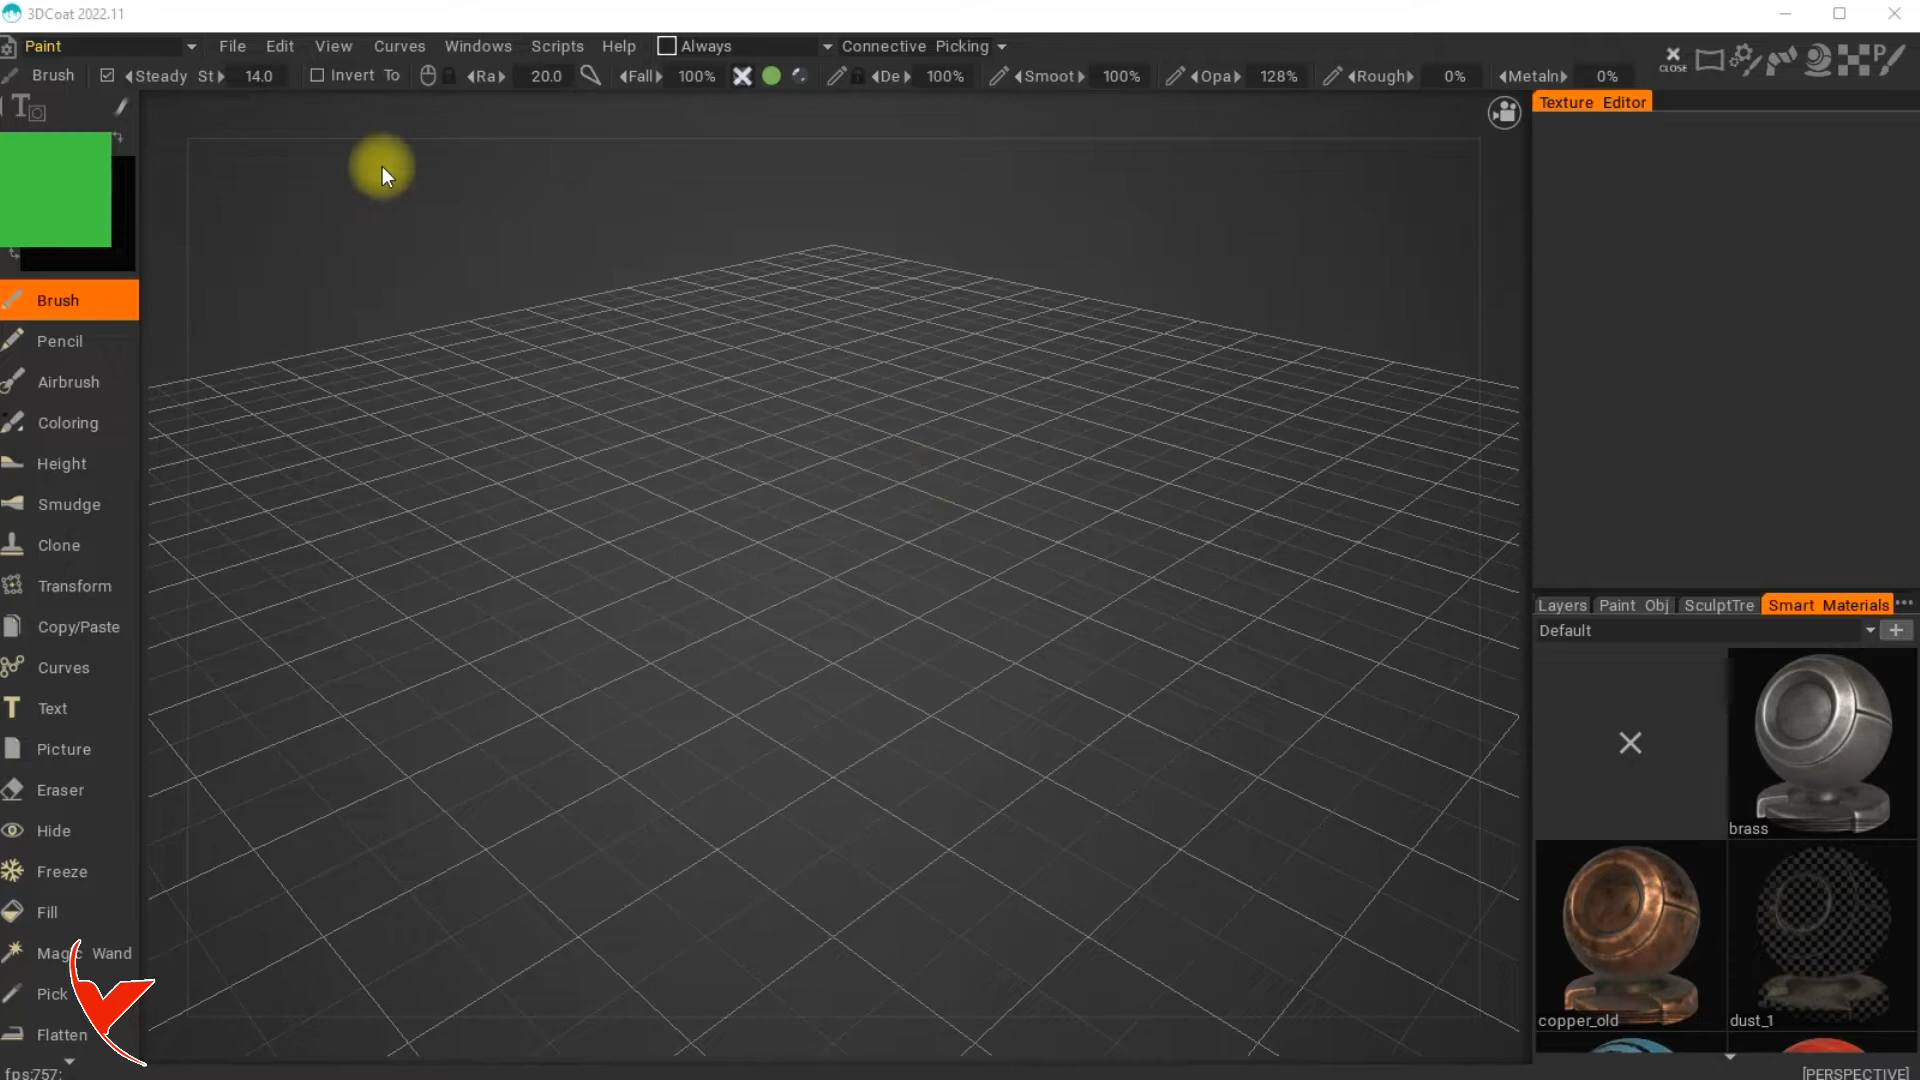 3DCoat 2022.11
Paint File Edit View Curves Windows Scripts Help Always Connective Picking
Brush Steady St 14.0 Invert To Ra 20.0 Fall 100% De 100% Smoot 100% Opa 128% Rough 0% Metaln 0%
CLOSE
P
T
Texture Editor
Brush
Pencil
Airbrush
Coloring
Height
Smudge
Clone
Transform
Copy/Paste
Curves
T Text
Picture
Eraser
Hide
Freeze
Fill
Magic Wand
Pick
Flatten
fps:757:
Layers Paint Obj SculptTre Smart Materials
Default
brass
copper_old
dust_1
[PERSPECTIVE]